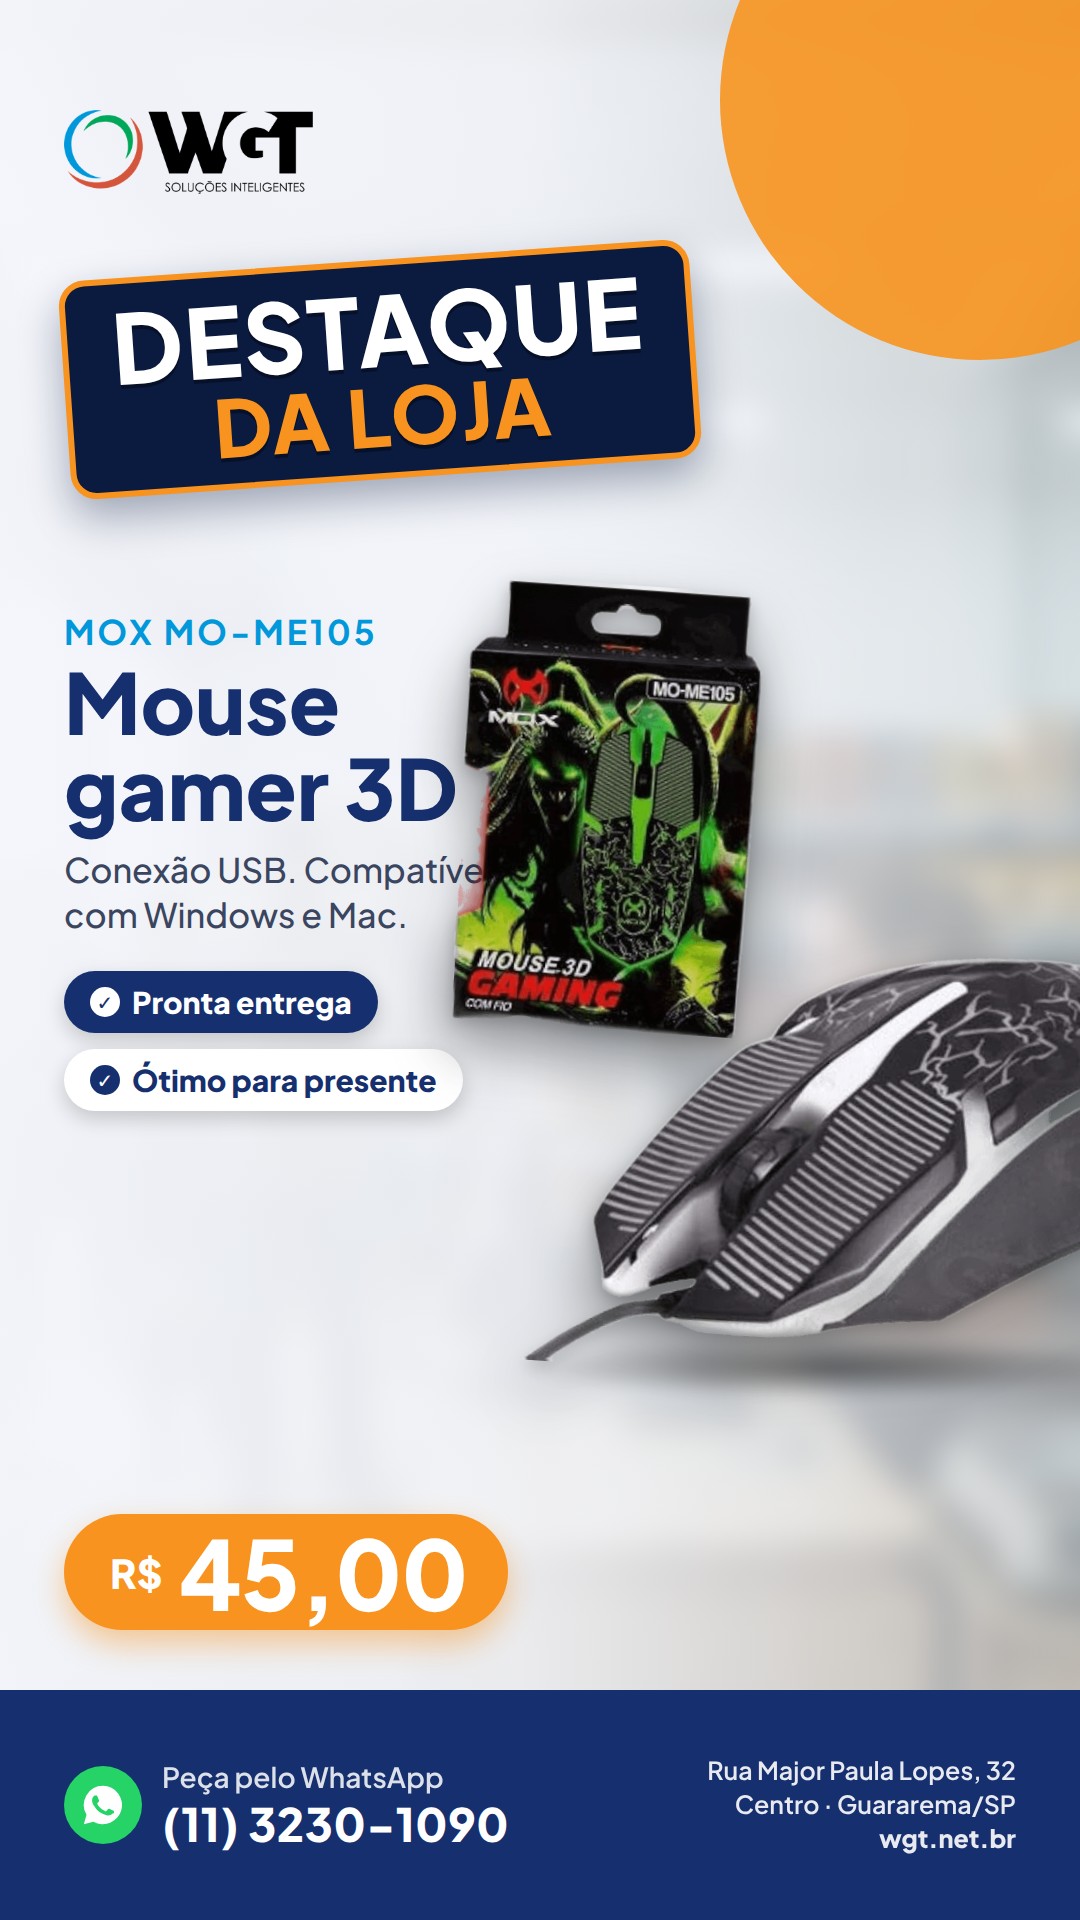 WGT
SOLUÇÕES INTELIGENTES
DESTAQUE
DA LOJA
MOX MO-ME105
Mouse
gamer 3D
Conexão USB. Compatíve
com Windows e Mac.
Pronta entrega
Ótimo para presente
MO-ME105
MOX
MOX
MOUSE 3D
GAMING
COM FIO
R$ 45,00
Peça pelo WhatsApp
(11) 3230-1090
Rua Major Paula Lopes, 32
Centro · Guararema/SP
wgt.net.br